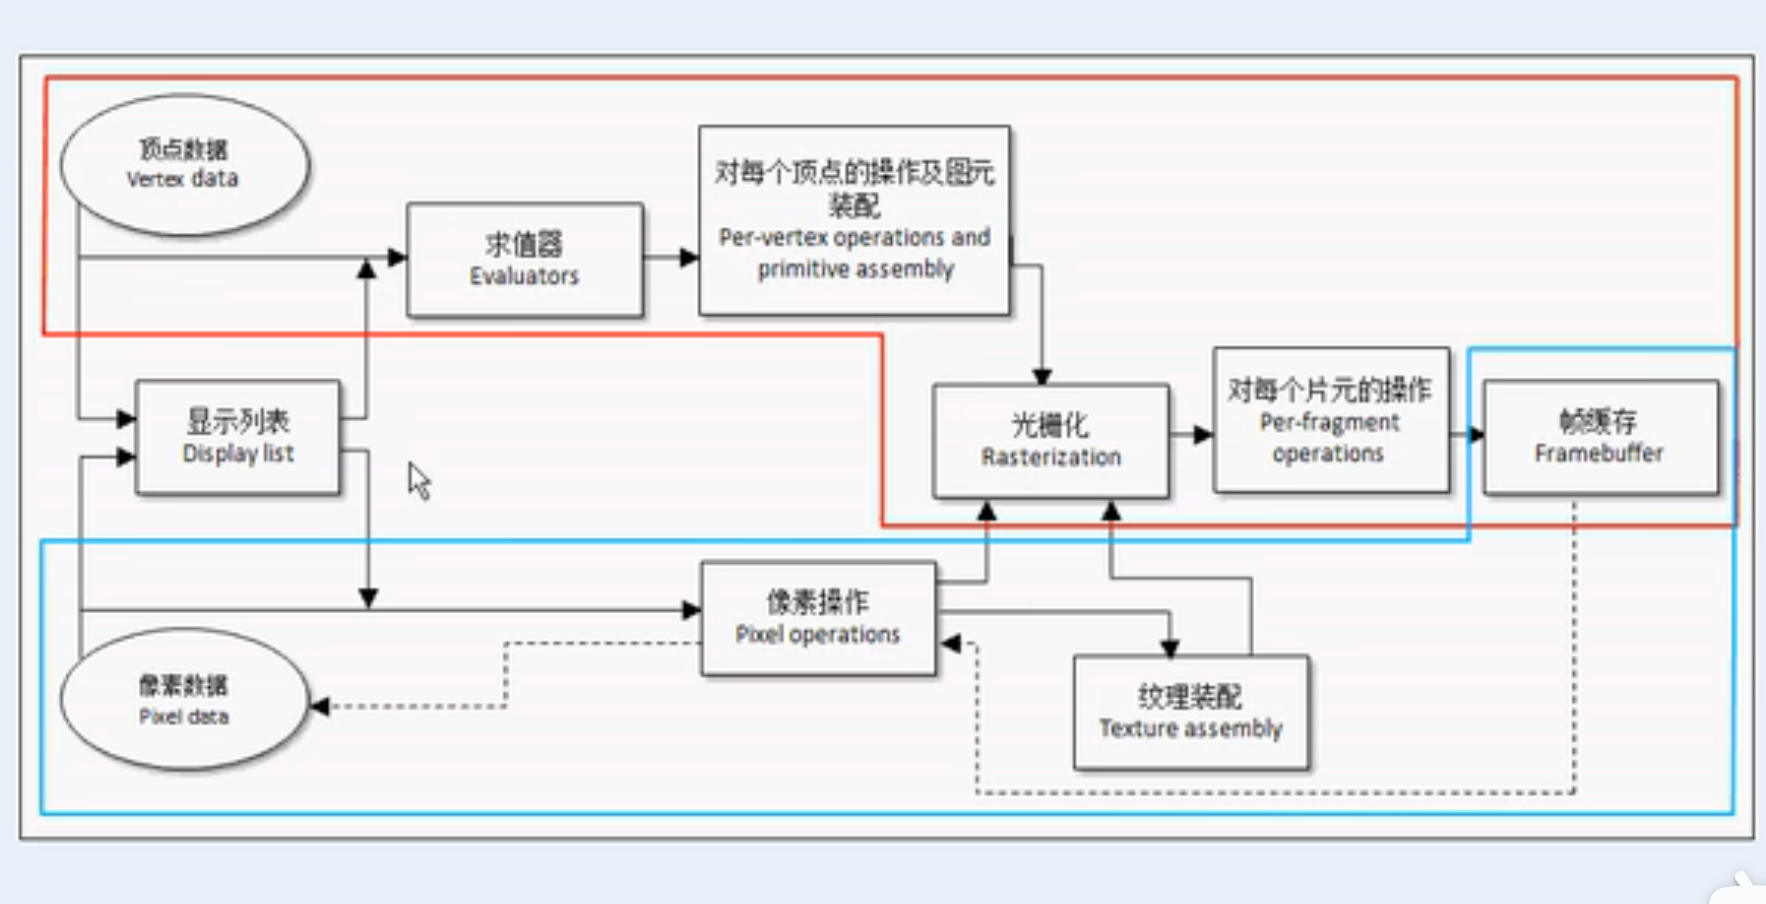 顶点数据
Vertex data
求值器
Evaluators
对每个顶点的操作及图元
装配
Per-vertex operations and
primitive assembly
显示列表
Display list
光栅化
Rasterization
对每个片元的操作
Per-fragment
operations
帧缓存
Framebuffer
像素操作
Pixel operations
像素数据
Pixel data
纹理装配
Texture assembly